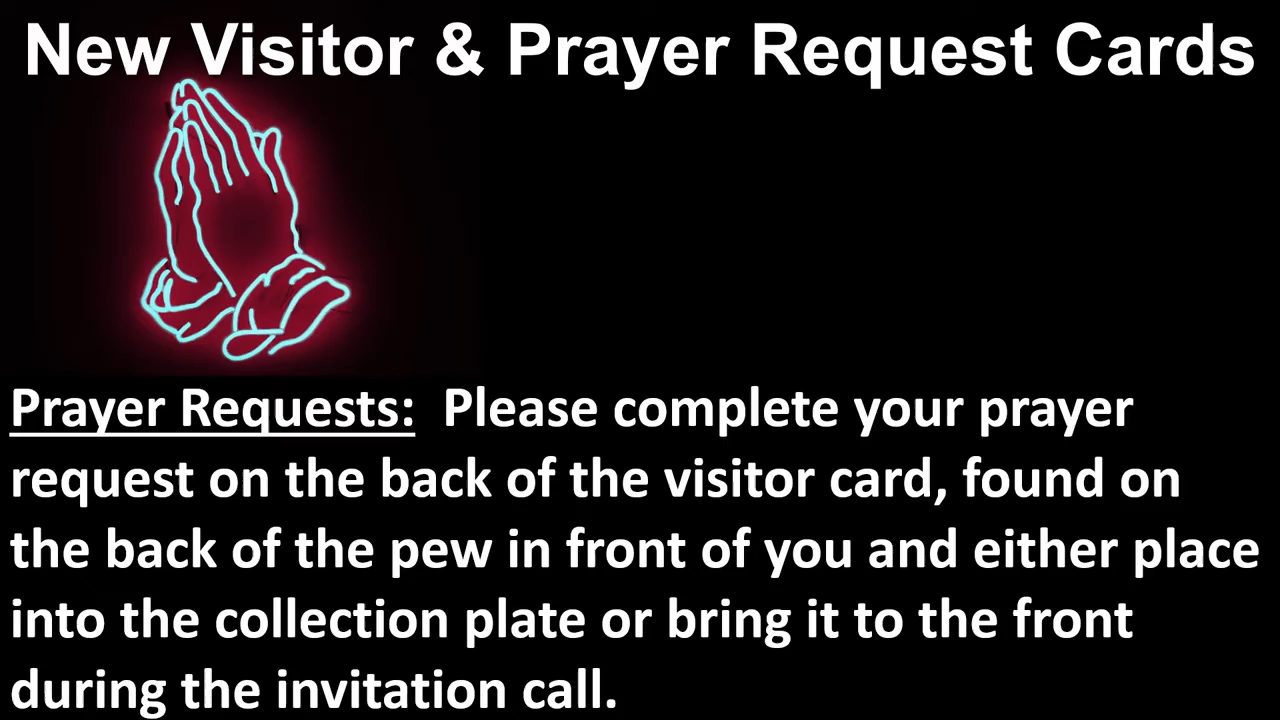 New Visitor & Prayer Request Cards
Prayer Requests:  Please complete your prayer
request on the back of the visitor card, found on
the back of the pew in front of you and either place
into the collection plate or bring it to the front
during the invitation call.